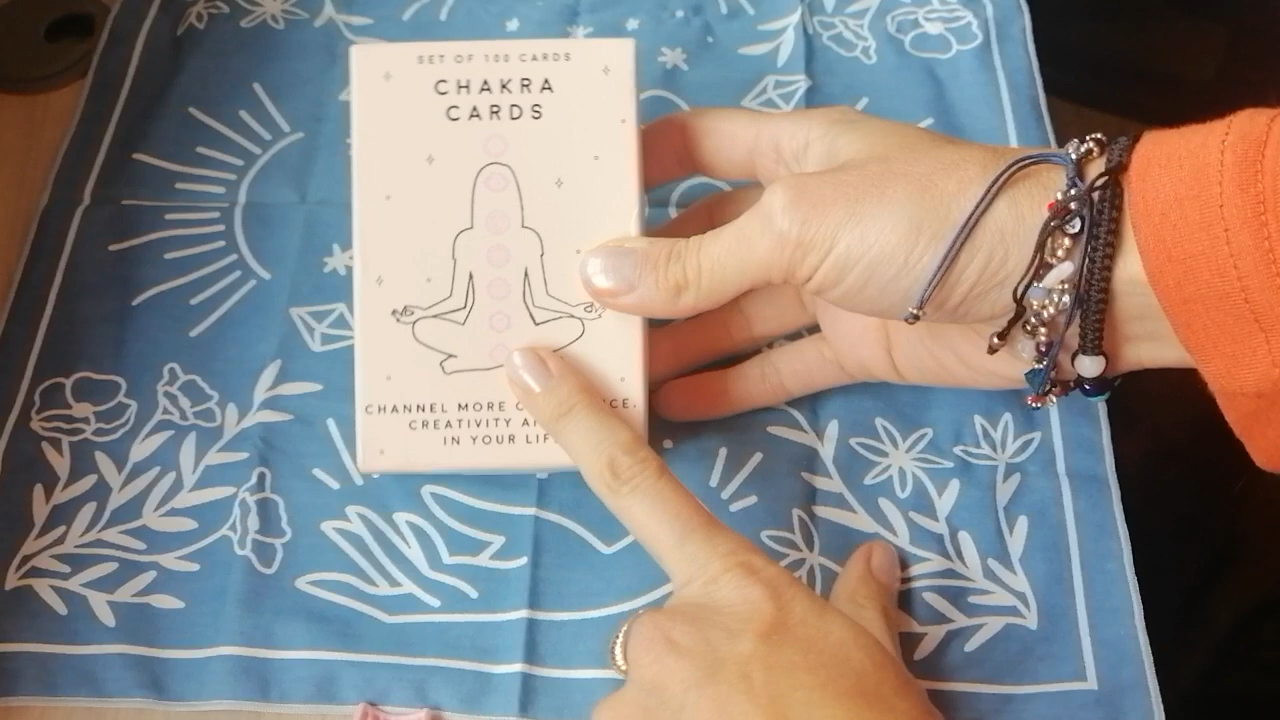 SET OF 100 CARDS
CHAKRA
CARDS
CHANNEL MORE
CREATIVITY
IN YOUR